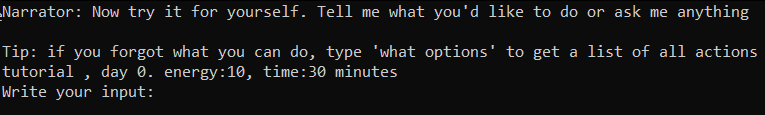 Narrator: Now try it for yourself. Tell me what you'd like to do or ask me anything
Tip: if you forgot what you can do, type 'what options' to get a list of all actions
tutorial , day 0. energy:10, time:30 minutes
Write your input: